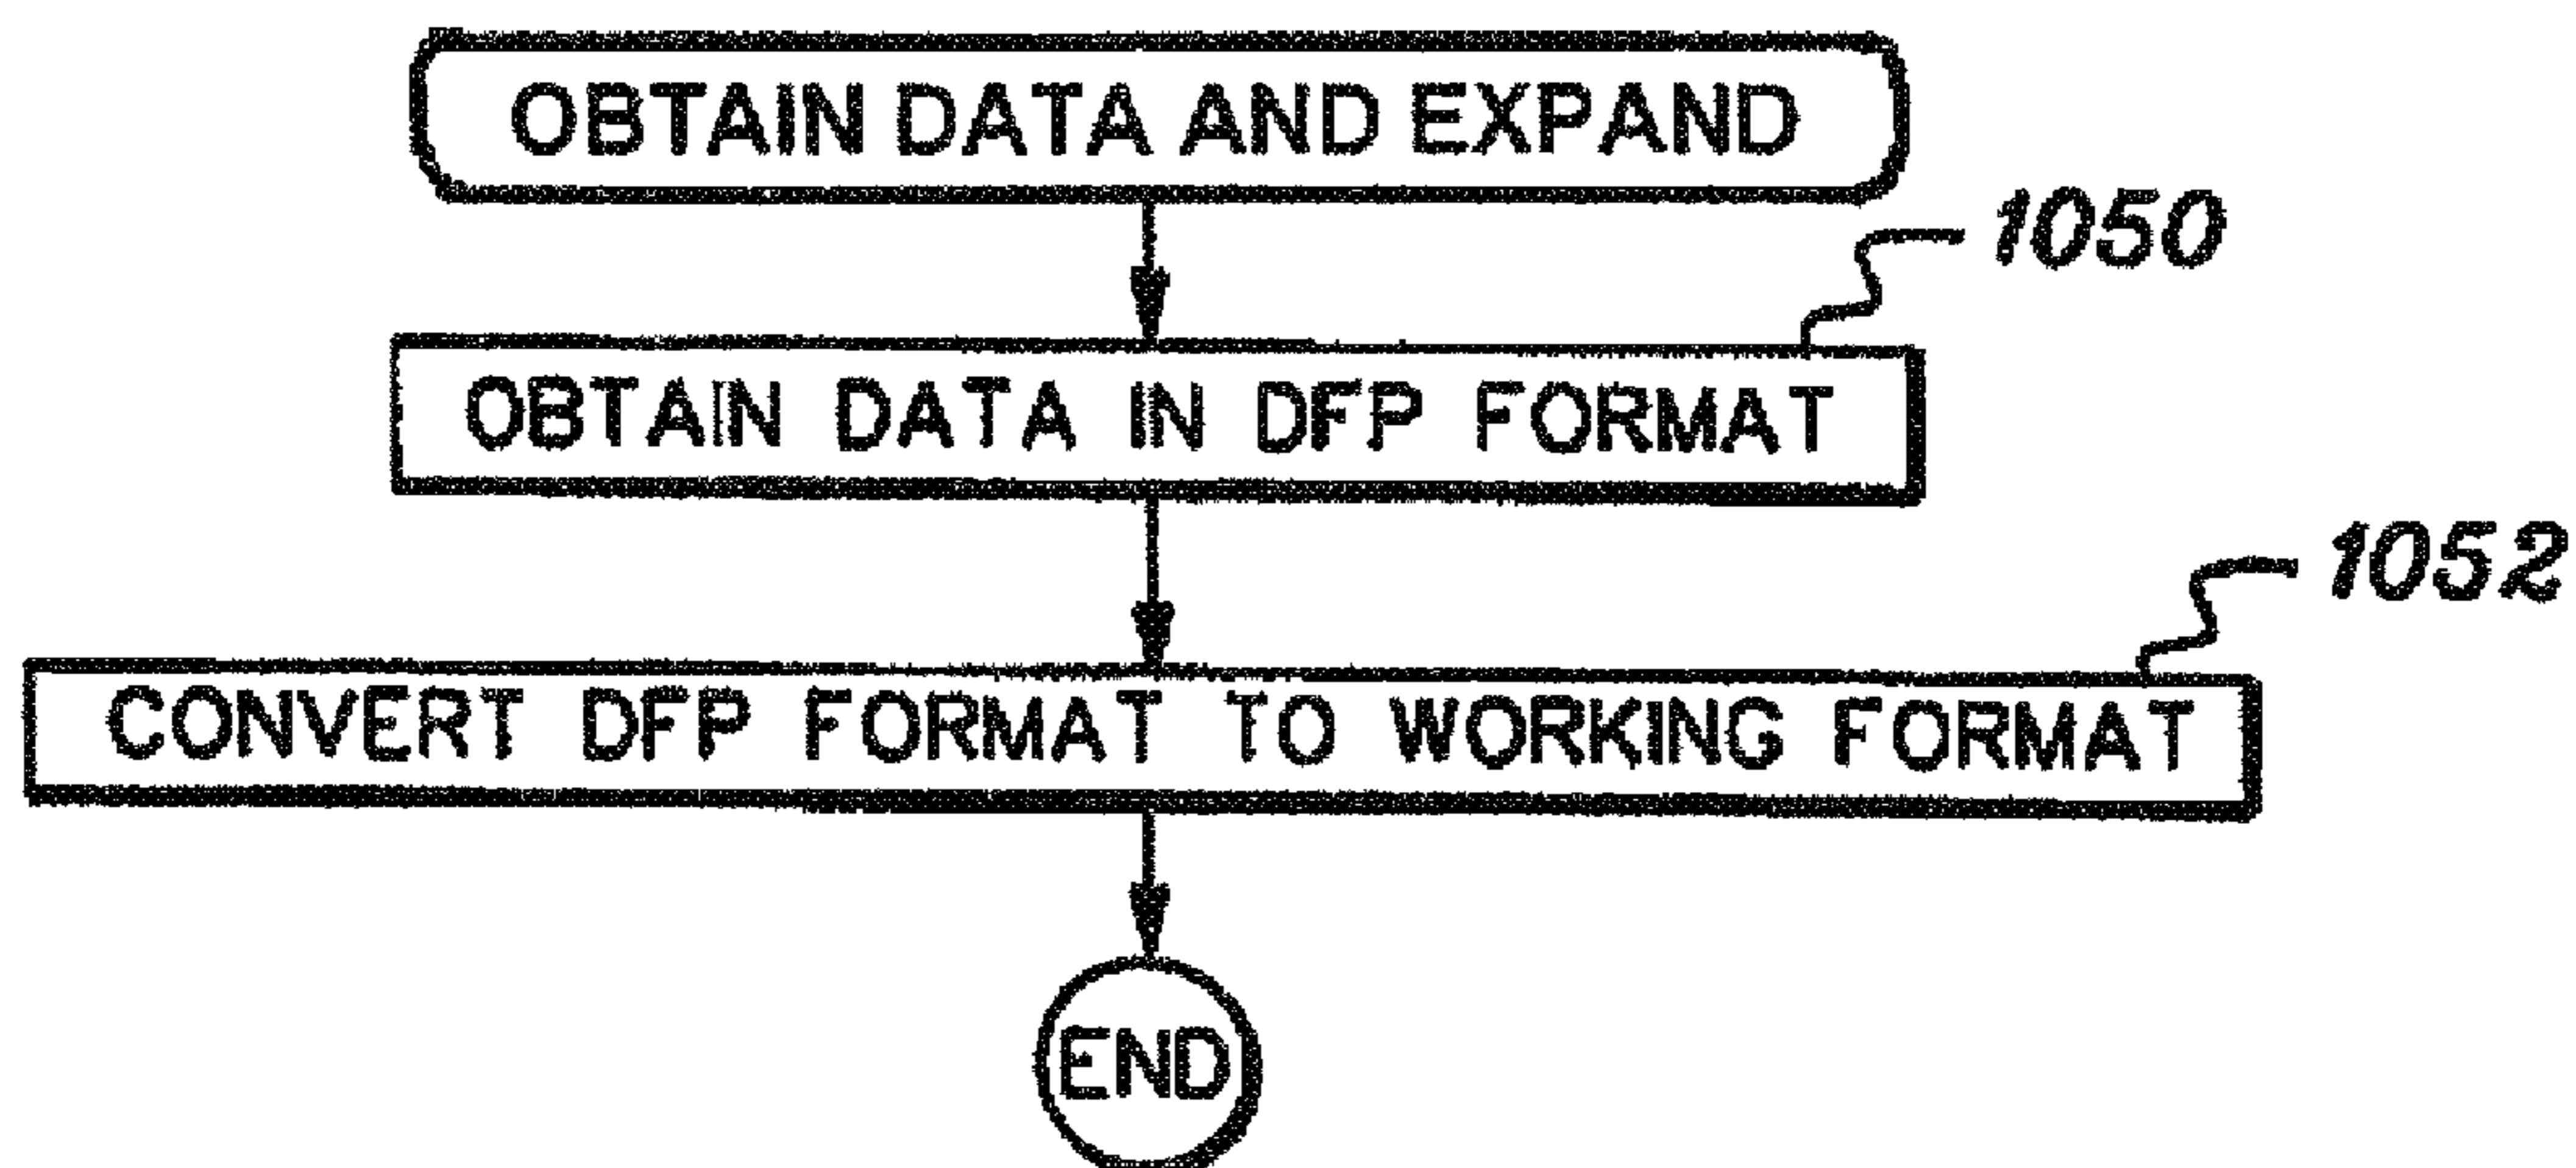 OBTAIN DATA AND EXPAND
1050
OBTAIN DATA IN DFP FORMAT
1052
CONVERT DFP FORMAT TO WORKING FORMAT
END